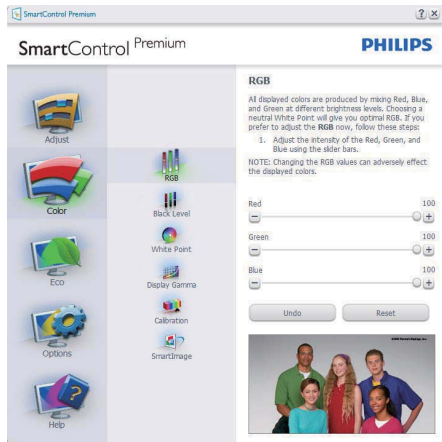 SmartControl Premium
SmartControl Premium
PHILIPS
Adjust
Color
Eco
Options
Help
RGB
Black Level
White Point
Display Gamma
Calibration
SmartImage
RGB
All displayed colors are produced by mixing Red, Blue,
and Green at different brightness levels. Choosing a
neutral White Point will give you optimal RGB. If you
prefer to adjust the RGB now, follow these steps:
1. Adjust the intensity of the Red, Green, and
Blue using the slider bars.
NOTE: Changing the RGB values can adversely effect
the displayed colors.
Red 100
Green 100
Blue 100
Undo Reset